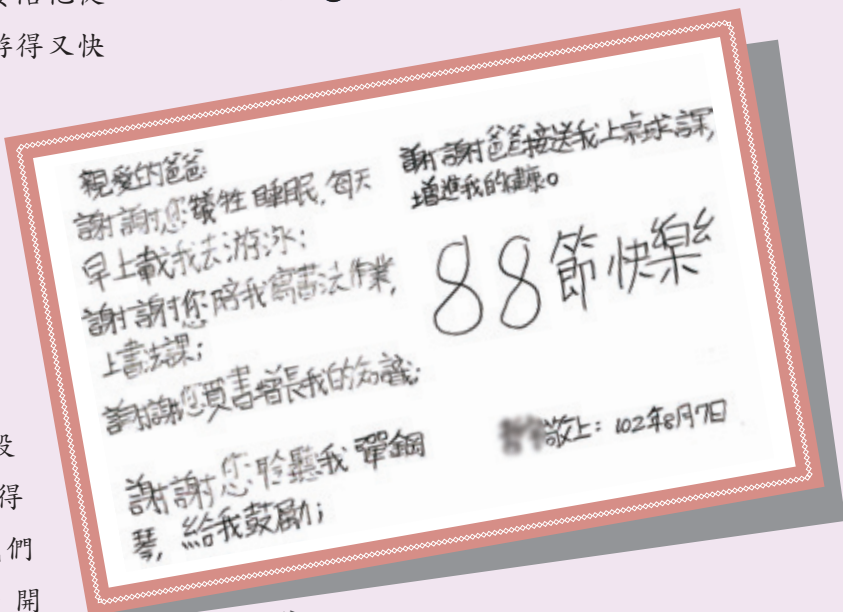 得又快
親愛的爸爸
謝謝您犧牲睡眠,每天
早上載我去游泳;
謝謝你陪我寫書法作業,
上書法課;
謝謝您買書增長我的知識;
謝謝您聆聽我彈鋼
琴,給我鼓勵;
謝謝爸爸接送我上桌球課,
增進我的健康。
88節快樂
敬上:102年8月7日
得
們
開